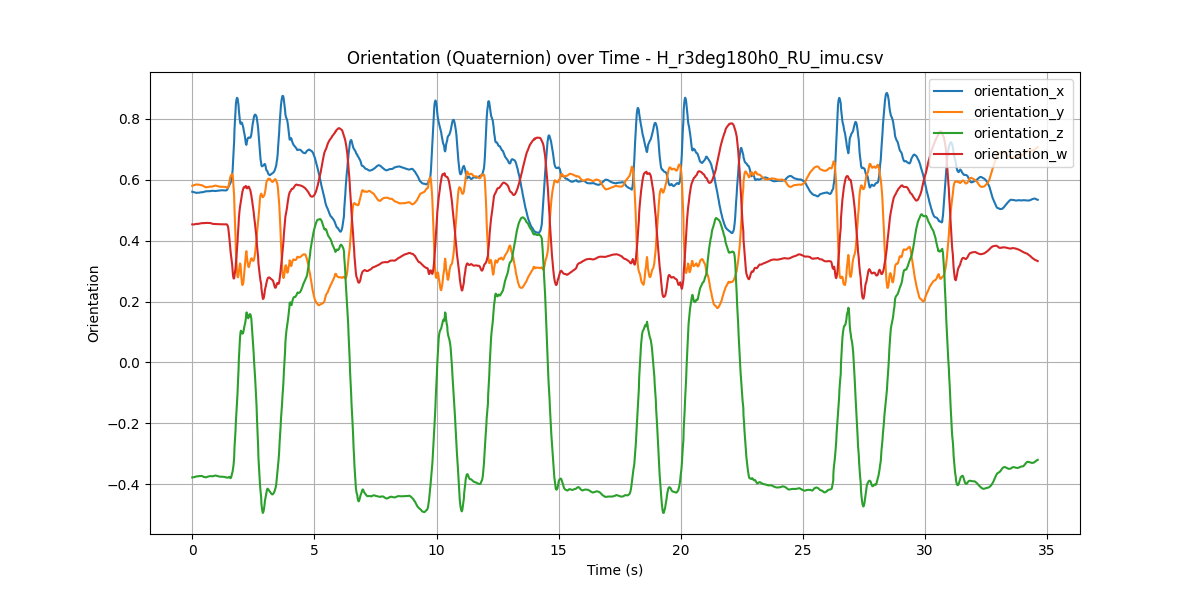 Orientation (Quaternion) over Time - H_r3deg180h0_RU_imu.csv
orientation_x
orientation_y
orientation_z
orientation_w
Orientation
0.8
0.6
0.4
0.2
0.0
−0.2
−0.4
0 5 10 15 20 25 30 35
Time (s)